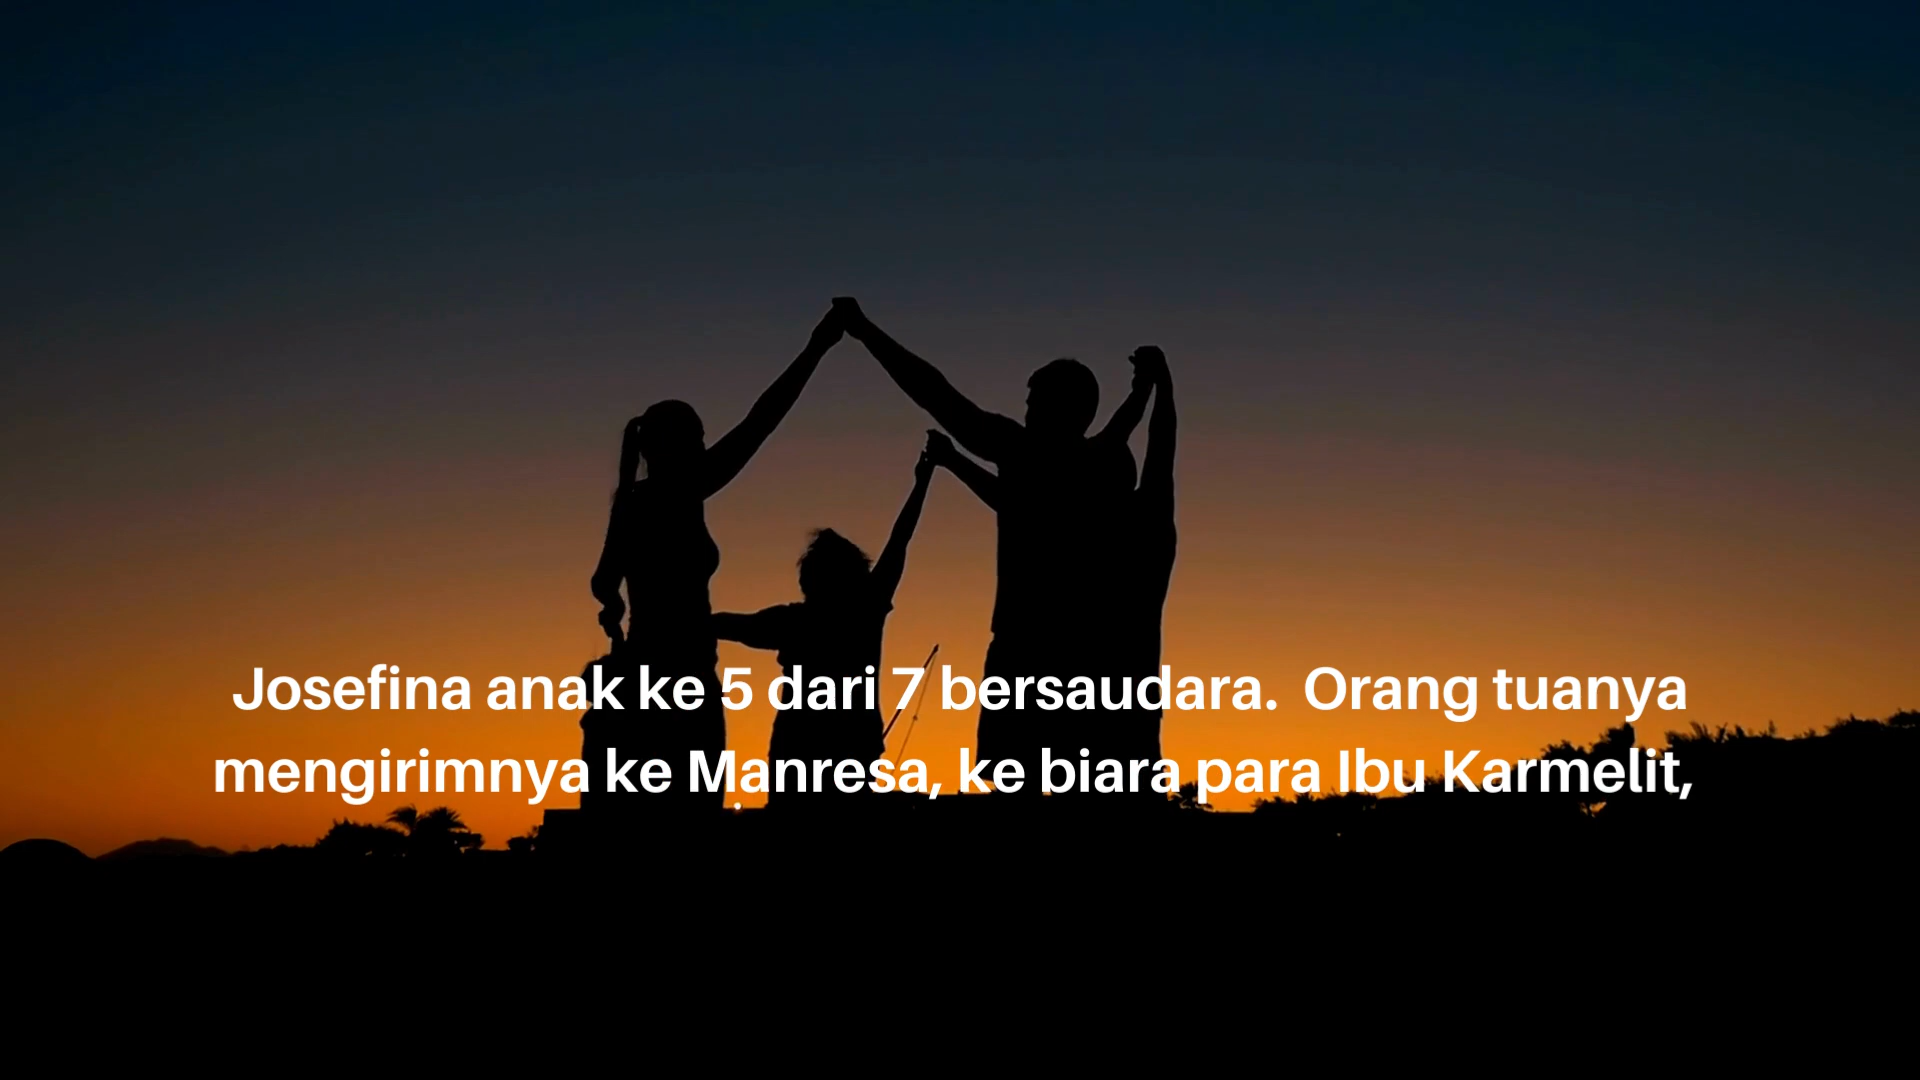 Josefina anak ke 5 dari 7 bersaudara.  Orang tuanya
mengirimnya ke Manresa, ke biara para Ibu Karmelit,